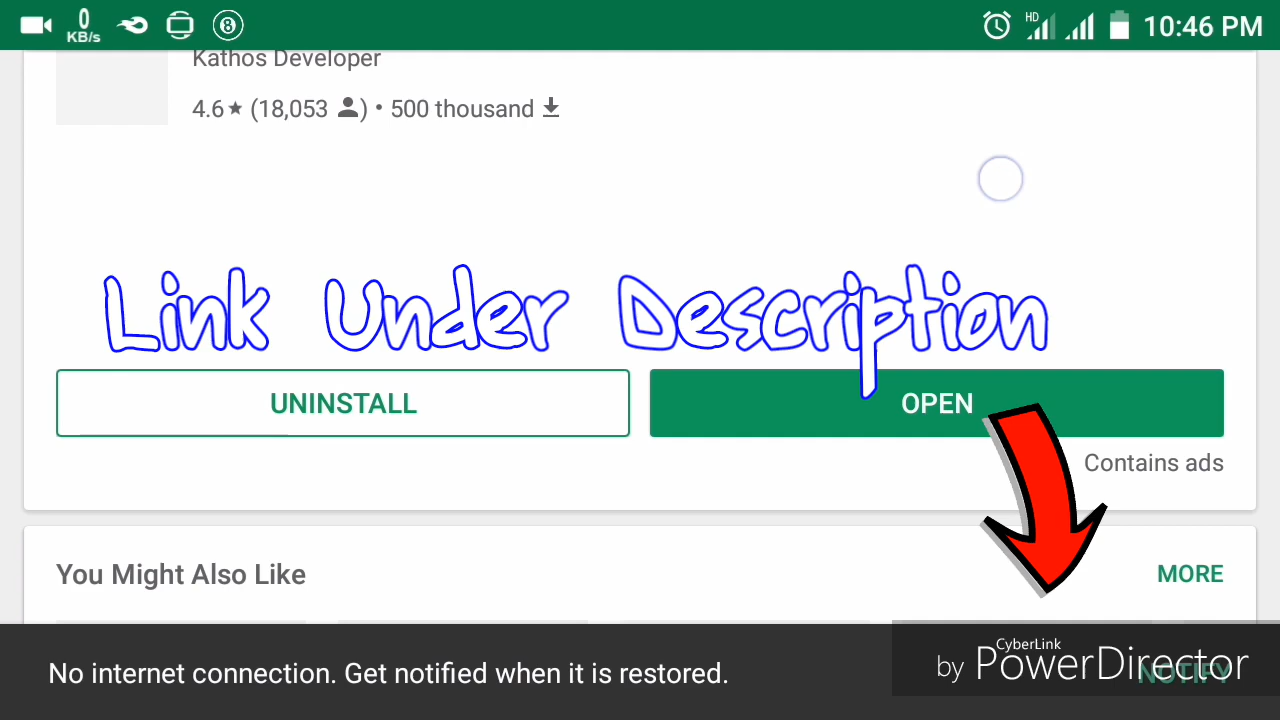 0
KB/s
8
HD
10:46 PM
Kathos Developer
4.6★ (18,053 ) • 500 thousand
Link Under Description
UNINSTALL
OPEN
Contains ads
You Might Also Like
MORE
No internet connection. Get notified when it is restored.
NOTIFY
CyberLink
by PowerDirector